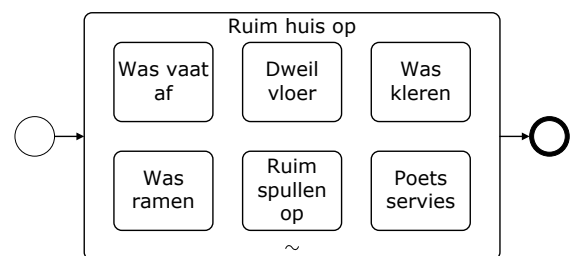 Ruim huis op
Was vaat
af
Dweil
vloer
Was
kleren
Was
ramen
Ruim
spullen
op
Poets
servies
~